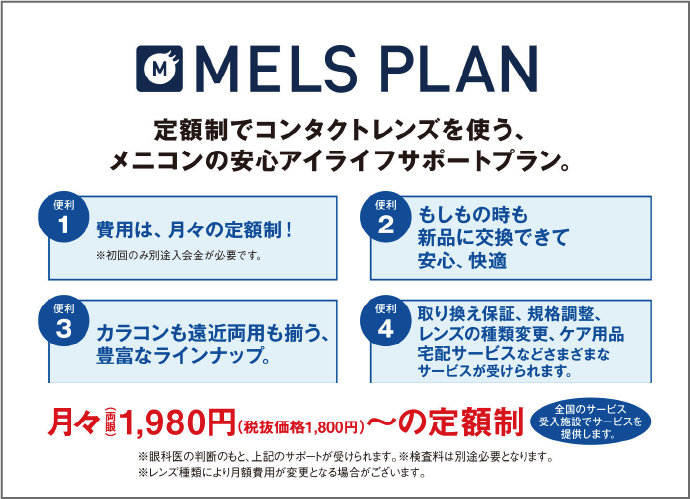 M MELS PLAN
定額制でコンタクトレンズを使う、
メニコンの安心アイライフサポートプラン。
便利
1
費用は、月々の定額制！
※初回のみ別途入会金が必要です。
便利
2
もしもの時も
新品に交換できて
安心、快適
便利
3
カラコンも遠近両用も揃う、
豊富なラインナップ。
便利
4
取り換え保証、規格調整、
レンズの種類変更、ケア用品
宅配サービスなどさまざまな
サービスが受けられます。
月々（両眼）1,980円（税抜価格1,800円）〜の定額制
全国のサービス
受入施設でサービスを
提供します。
※眼科医の判断のもと、上記のサポートが受けられます。※検査料は別途必要となります。
※レンズ種類により月額費用が変更となる場合がございます。